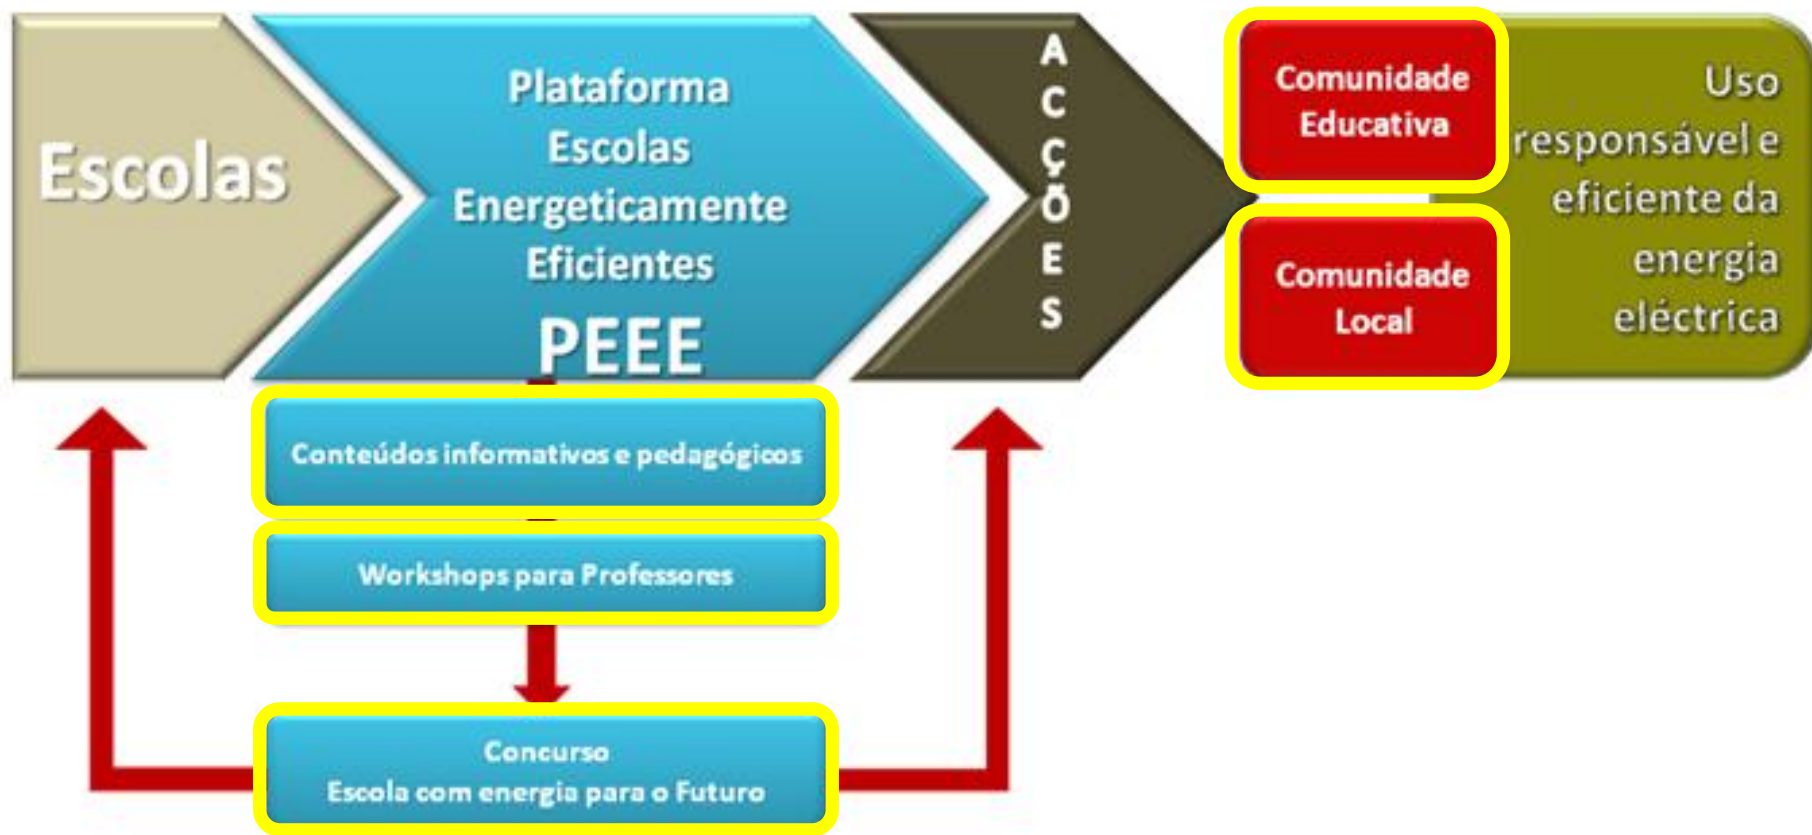 Escolas
Plataforma
Escolas
Energeticamente
Eficientes
PEEE
ACÇÕES
Comunidade
Educativa
Comunidade
Local
Uso
responsável e
eficiente da
energia
eléctrica
Conteúdos informativos e pedagógicos
Workshops para Professores
Concurso
Escola com energia para o Futuro